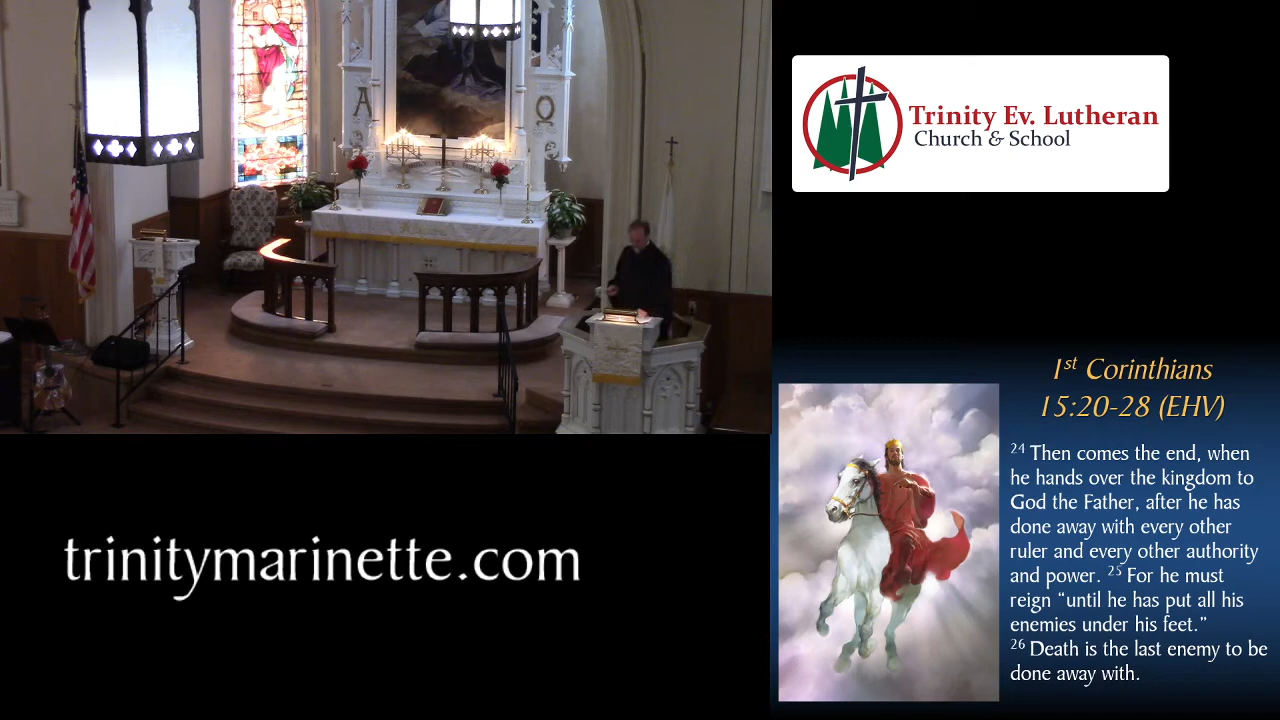 A Ω
Trinity Ev. Lutheran
Church & School
1st Corinthians
15:20-28 (EHV)
24 Then comes the end, when
he hands over the kingdom to
God the Father, after he has
done away with every other
ruler and every other authority
and power. 25 For he must
reign “until he has put all his
enemies under his feet.”
26 Death is the last enemy to be
done away with.
trinitymarinette.com